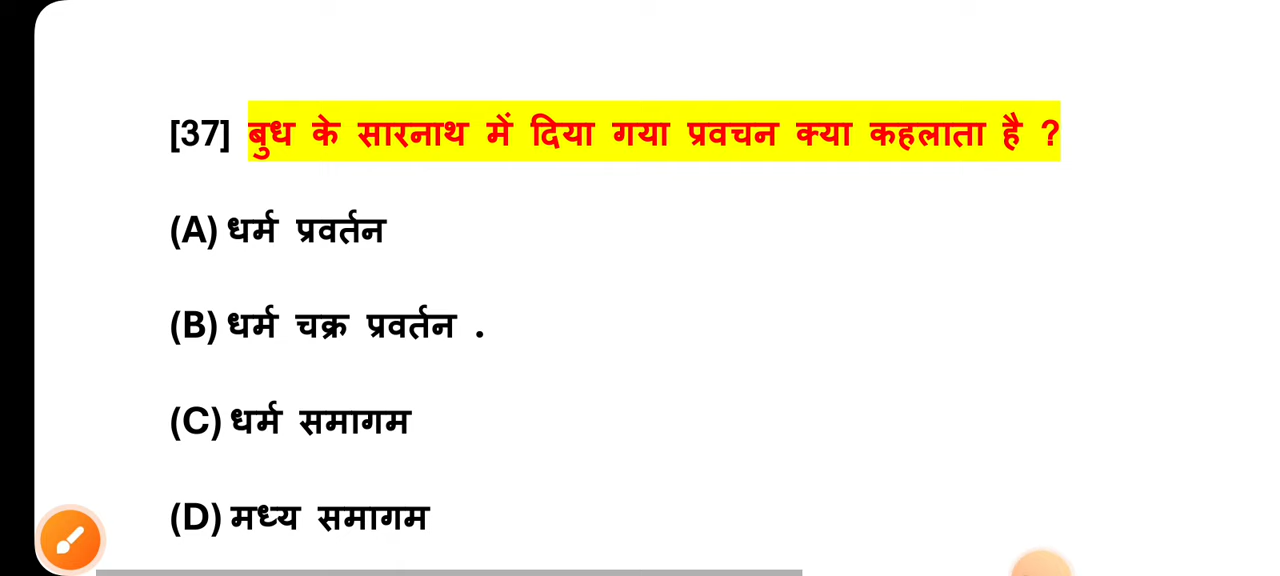 [37] बुध के सारनाथ में दिया गया प्रवचन क्या कहलाता है ?
(A) धर्म प्रवर्तन
(B) धर्म चक्र प्रवर्तन .
(C) धर्म समागम
(D) मध्य समागम